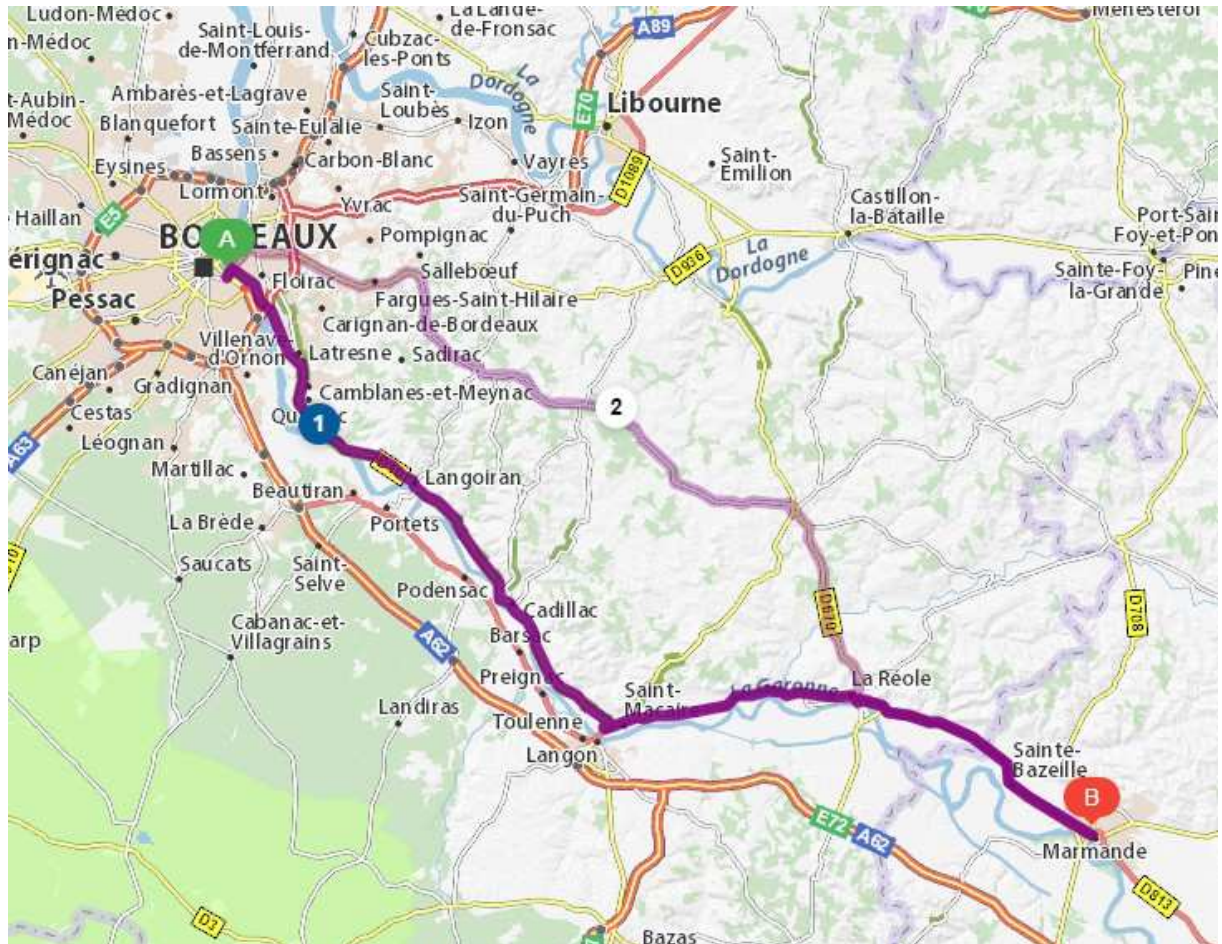 Ludon-Médoc
La Lande-
de-Fronsac
Ménestérol
Saint-Louis-
de-Montferrand
Cubzac-
les-Ponts
A89
n-Médoc
La
Dordogne
t-Aubin-
Médoc
Ambarès-et-Lagrave
Saint-
Loubès
E70
Libourne
Blanquefort
Sainte-Eulalie
Izon
Bassens
Carbon-Blanc
Vayres
D1089
Saint-
Emilion
Eysines
Lormont
Yvrac
Saint-Germain-
du-Puch
Castillon-
la-Bataille
Haillan
E5
A
Pompignac
Port-Sain
Foy-et-Pon
érignac
Floirac
Sallebœuf
D936
La
Dordogne
Sainte-Foy-
la-Grande
Pine
Pessac
Fargues-Saint-Hilaire
Carignan-de-Bordeaux
Villenave-
d'Ornon
Latresne
Sadirac
Canéjan
Gradignan
Camblanes-et-Meynac
2
Cestas
1
A63
Léognan
Martillac
Langoiran
Beautiran
La Brède
Portets
Saucats
Saint-
Selve
Podensac
Cadillac
D670
D708
Cabanac-et-
Villagrains
arp
A62
Barsac
Preignac
La Réole
Saint-
Macaire
La Garonne
Landiras
Toulenne
Langon
Sainte-
Bazeille
B
E72
A62
Marmande
D813
D3
Bazas